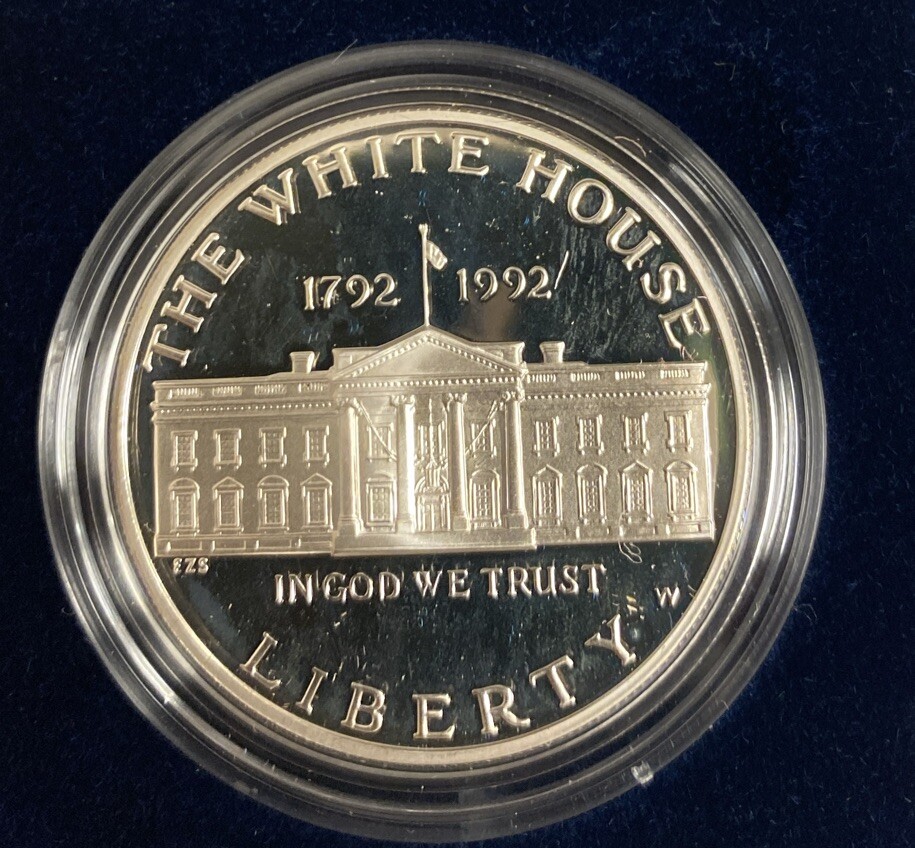 THE WHITE HOUSE
1792 1992
EZS
IN GOD WE TRUST
W
LIBERTY